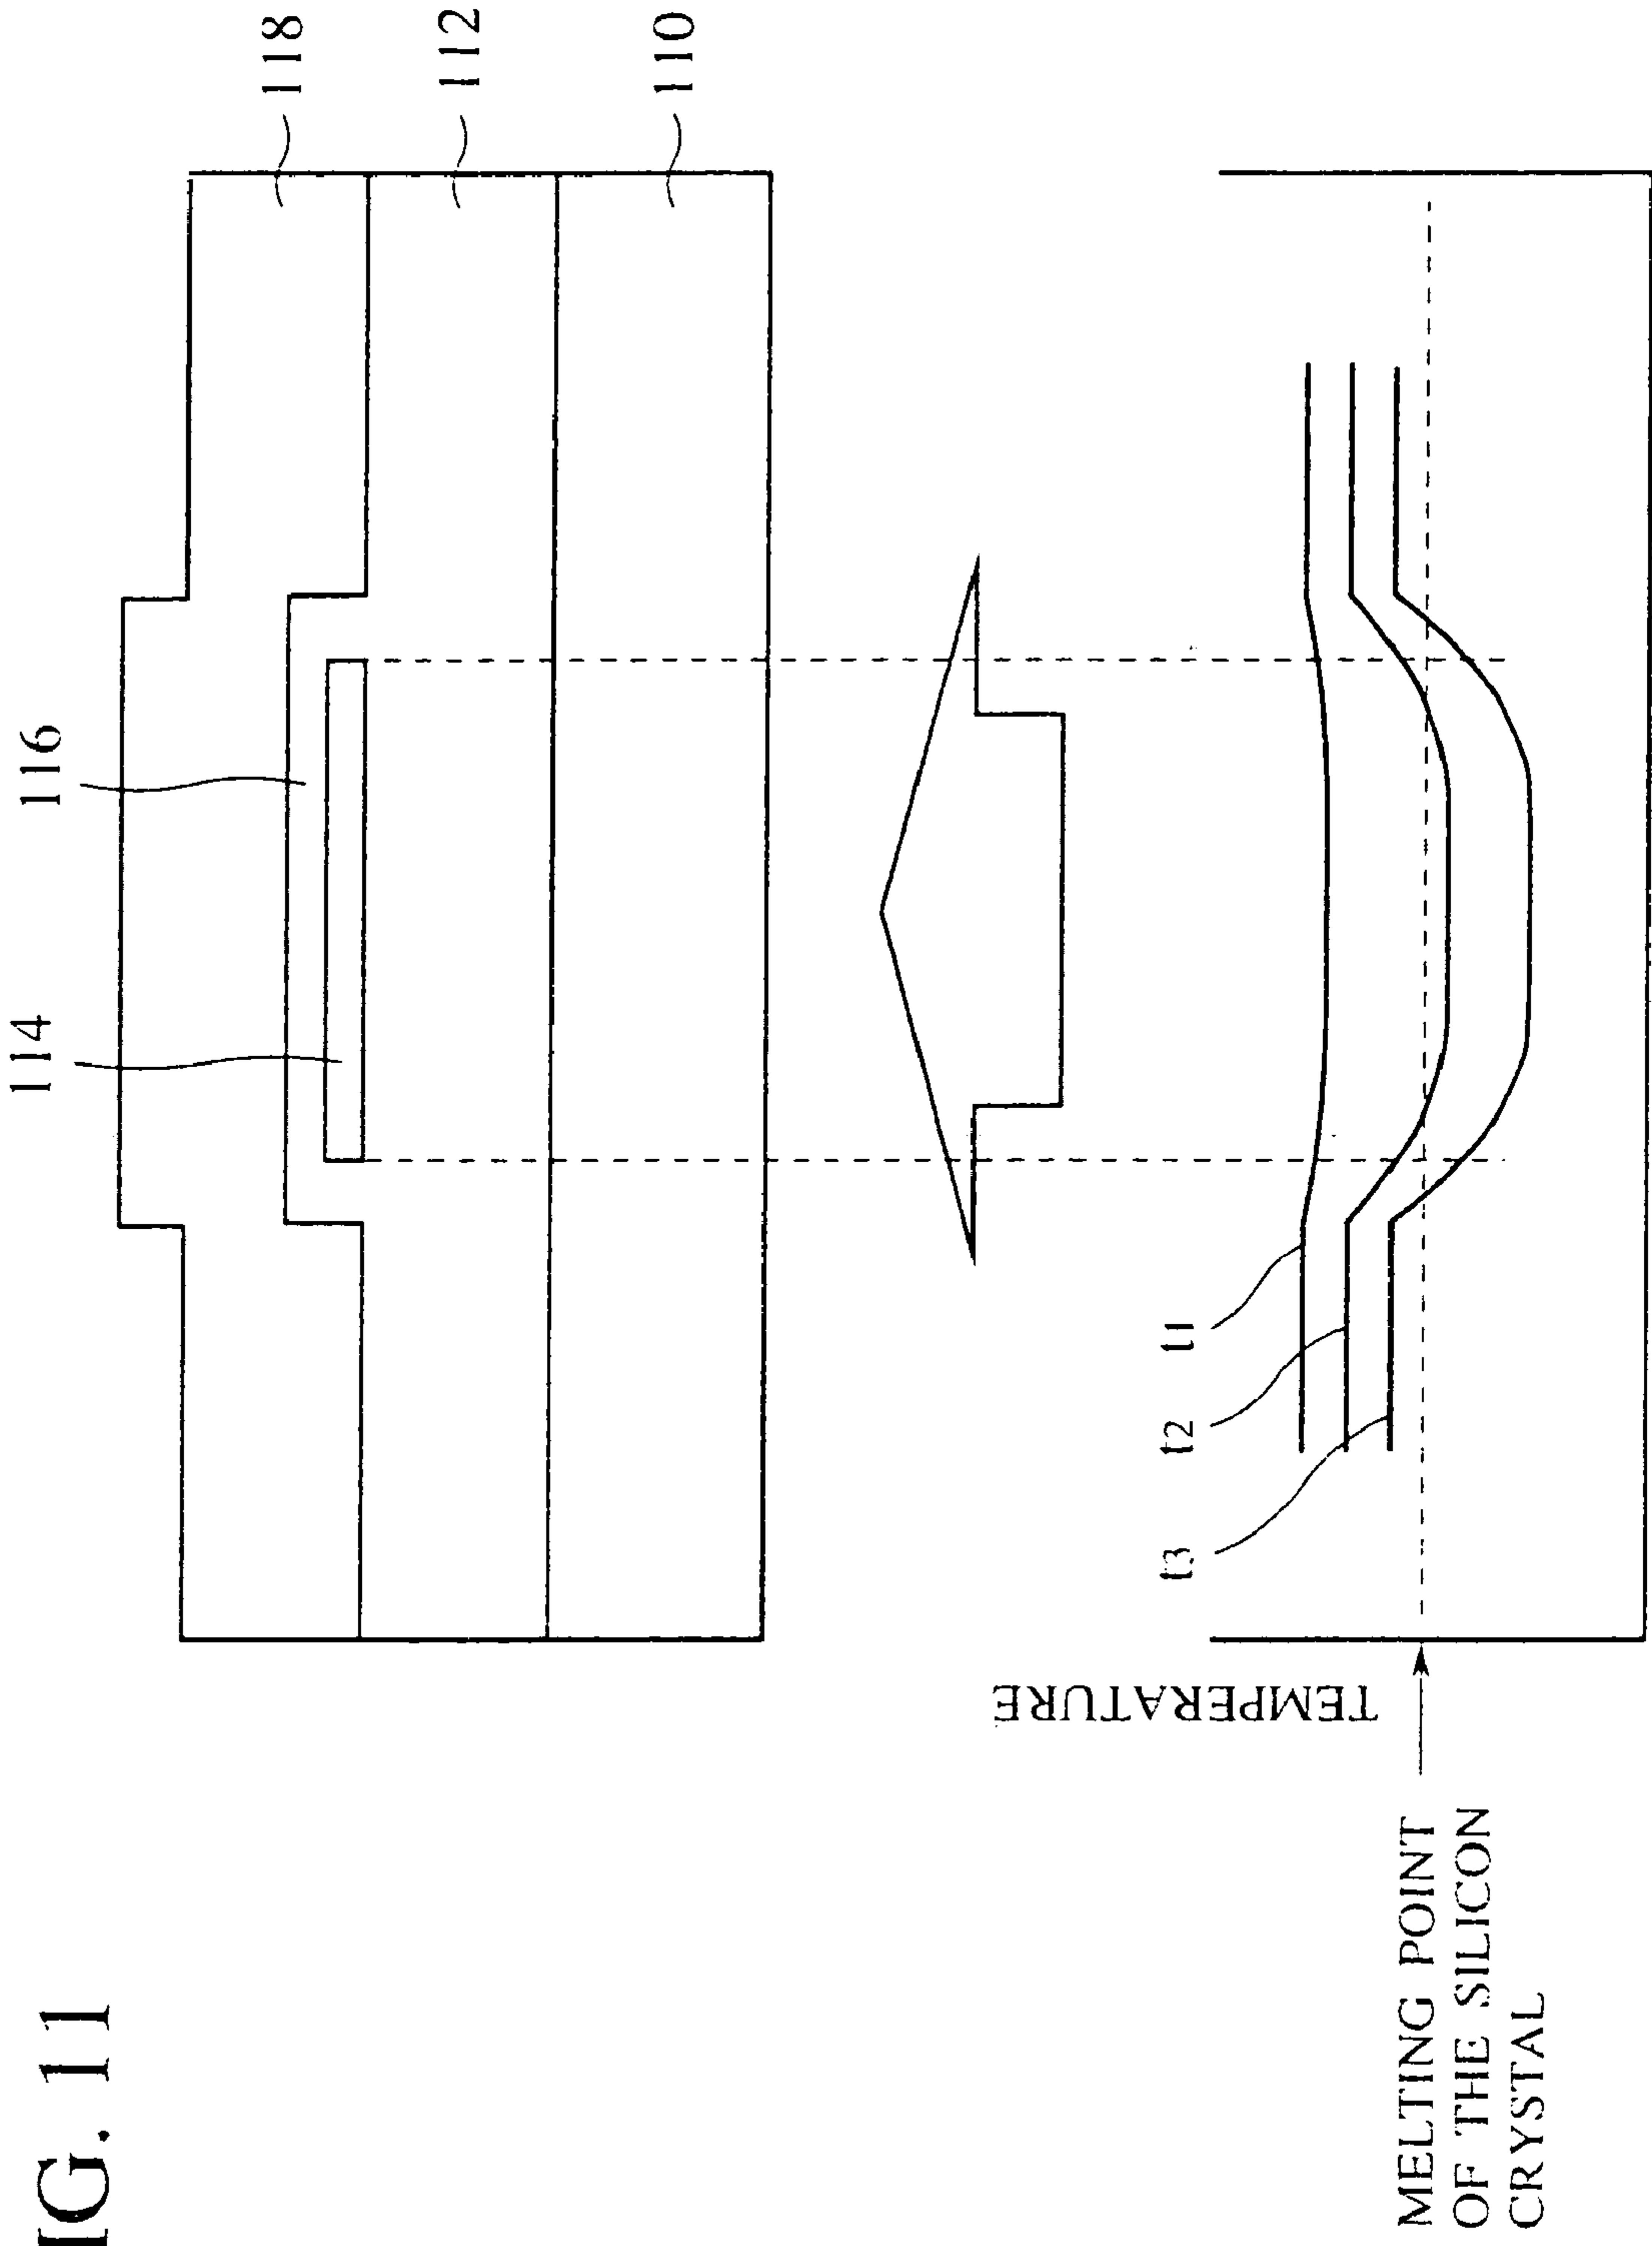 IG. 11
114
116
118
112
110
TEMPERATURE
t1
t2
t3
MELTING POINT
OF THE SILICON
CRYSTAL